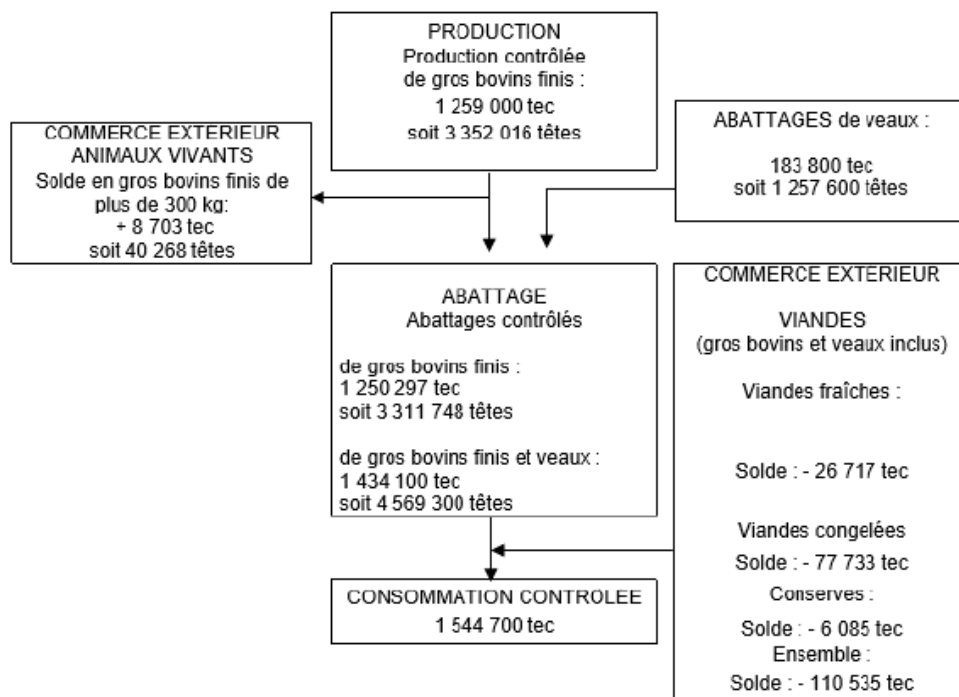 PRODUCTION
Production contrôlée
de gros bovins finis :
1 259 000 tec
soit 3 352 016 têtes
COMMERCE EXTERIEUR
ANIMAUX VIVANTS
Solde en gros bovins finis de
plus de 300 kg:
+ 8 703 tec
soit 40 268 têtes
ABATTAGES de veaux :
183 800 tec
soit 1 257 600 têtes
ABATTAGE
Abattages contrôlés
de gros bovins finis :
1 250 297 tec
soit 3 311 748 têtes
de gros bovins finis et veaux :
1 434 100 tec
soit 4 569 300 têtes
COMMERCE EXTERIEUR
VIANDES
(gros bovins et veaux inclus)
Viandes fraîches :
Solde : - 26 717 tec
Viandes congelées
Solde : - 77 733 tec
Conserves :
Solde : - 6 085 tec
Ensemble :
Solde : - 110 535 tec
CONSOMMATION CONTROLEE
1 544 700 tec